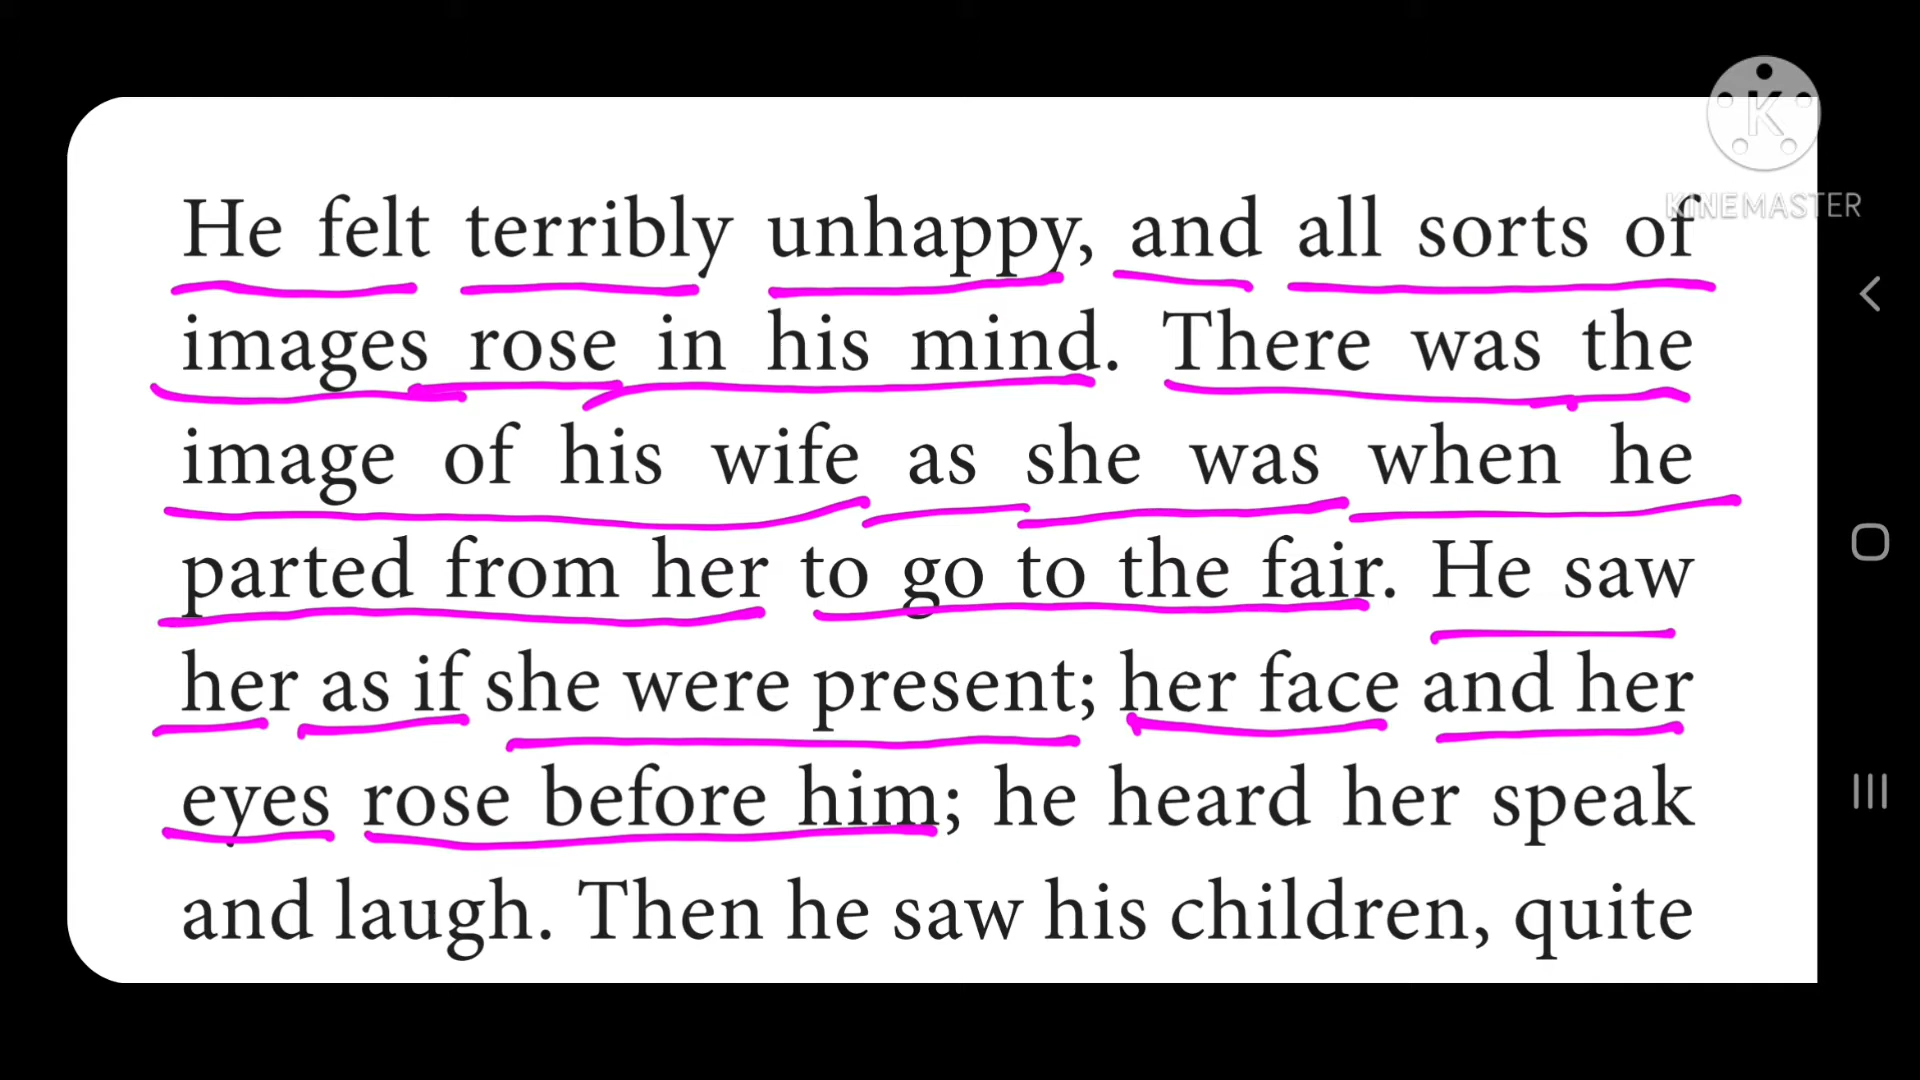 He felt terribly unhappy, and all sorts of
images rose in his mind. There was the
image of his wife as she was when he
parted from her to go to the fair. He saw
her as if she were present; her face and her
eyes rose before him; he heard her speak
and laugh. Then he saw his children, quite
K
KINEMASTER